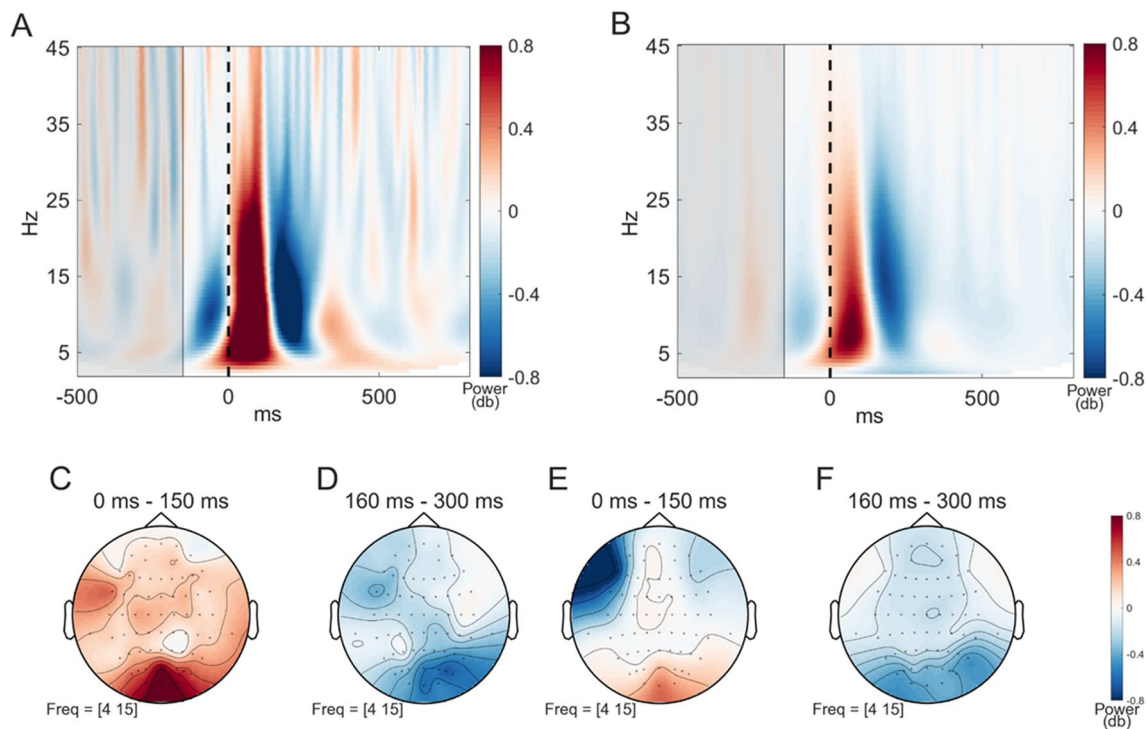 A
B
45
35
25
15
5
Hz
-500
0
500
ms
0.8
0.4
0
-0.4
-0.8
Power
(db)
45
35
25
15
5
Hz
-500
0
500
ms
0.8
0.4
0
-0.4
-0.8
Power
(db)
C
0 ms - 150 ms
Freq = [4 15]
D
160 ms - 300 ms
Freq = [4 15]
E
0 ms - 150 ms
Freq = [4 15]
F
160 ms - 300 ms
Freq = [4 15]
0.8
0.4
0
-0.4
-0.8
Power
(db)